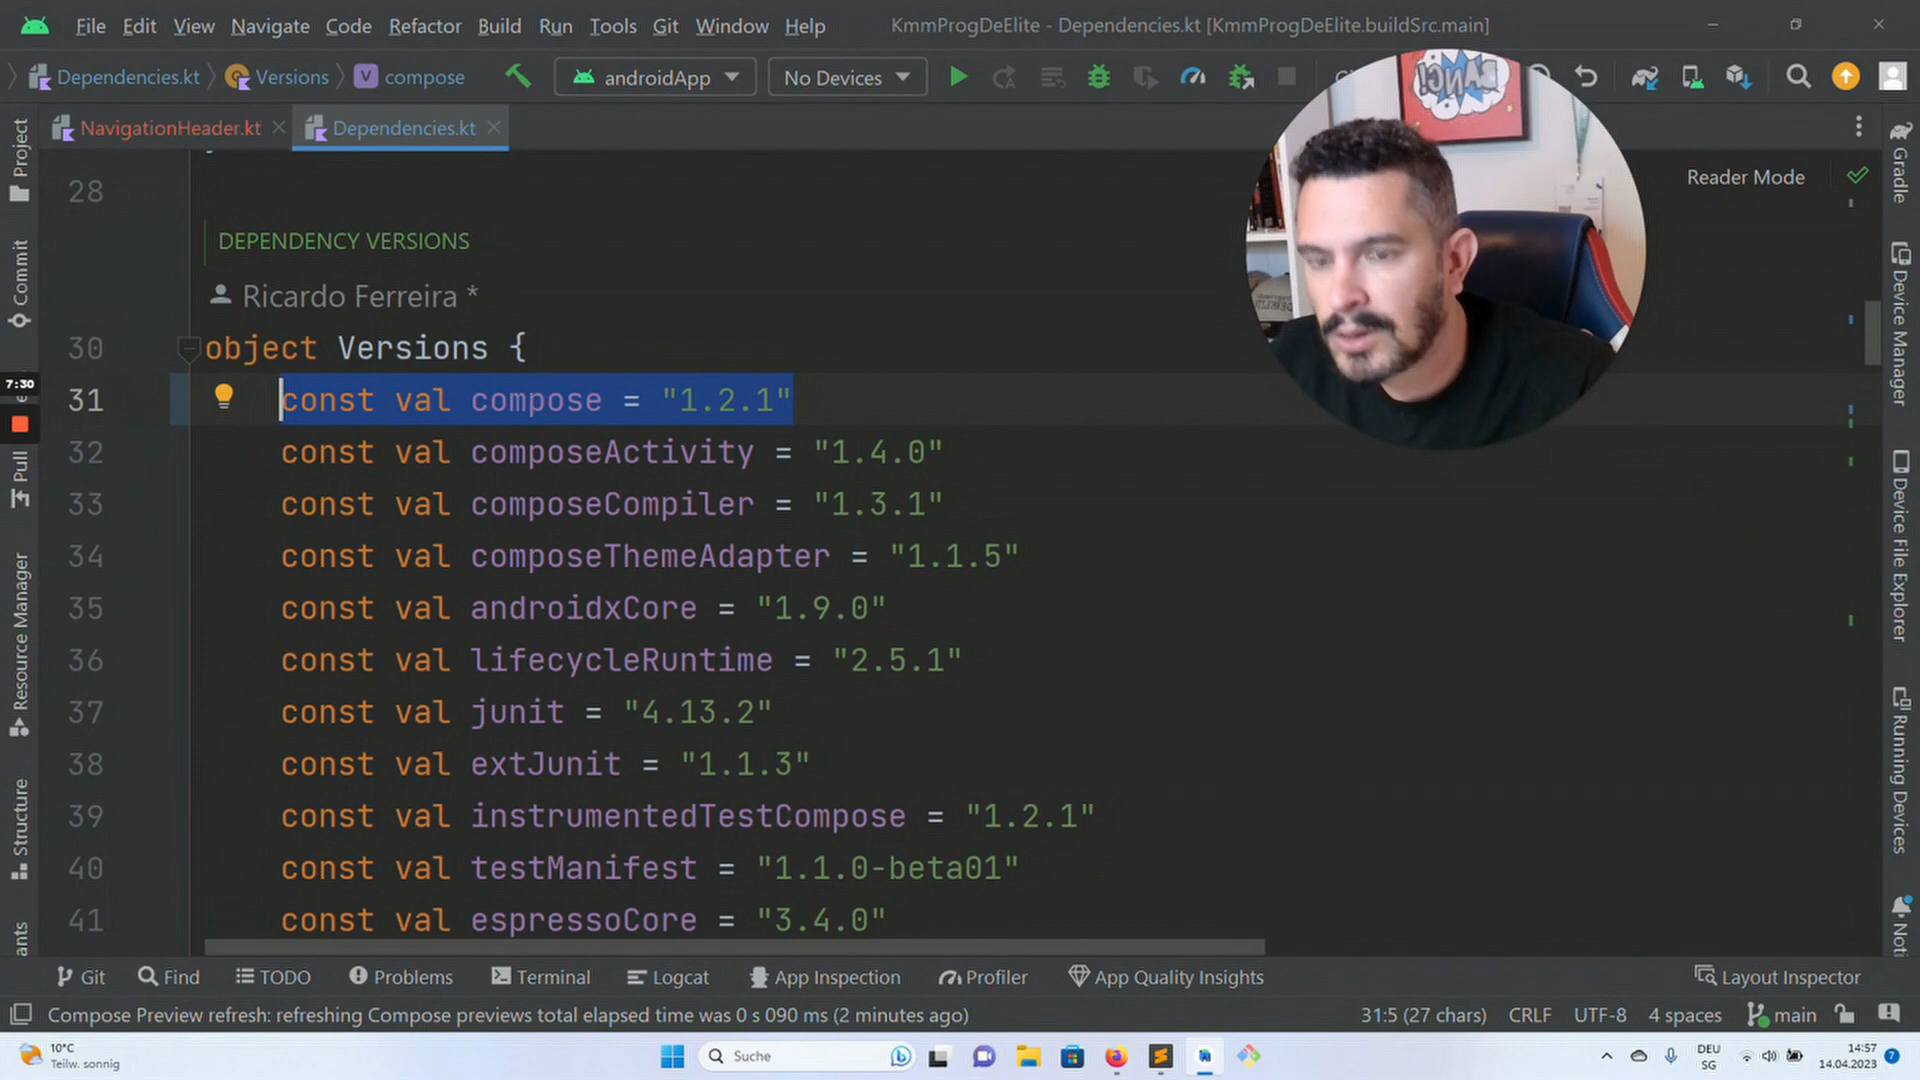 File Edit View Navigate Code Refactor Build Run Tools Git Window Help KmmProgDeElite - Dependencies.kt [KmmProgDeElite.buildSrc.main]
Dependencies.kt Versions V compose androidApp No Devices
NavigationHeader.kt Dependencies.kt
Reader Mode
28
DEPENDENCY VERSIONS
Ricardo Ferreira *
30 object Versions {
31 const val compose = "1.2.1"
32 const val composeActivity = "1.4.0"
33 const val composeCompiler = "1.3.1"
34 const val composeThemeAdapter = "1.1.5"
35 const val androidxCore = "1.9.0"
36 const val lifecycleRuntime = "2.5.1"
37 const val junit = "4.13.2"
38 const val extJunit = "1.1.3"
39 const val instrumentedTestCompose = "1.2.1"
40 const val testManifest = "1.1.0-beta01"
41 const val espressoCore = "3.4.0"
Project
Commit
7:30
Pull
Resource Manager
Structure
ants
Gradle
Device Manager
Device File Explorer
Running Devices
Noti
BANG!
Git Find TODO Problems Terminal Logcat App Inspection Profiler App Quality Insights Layout Inspector
Compose Preview refresh: refreshing Compose previews total elapsed time was 0 s 090 ms (2 minutes ago) 31:5 (27 chars) CRLF UTF-8 4 spaces main
10°C
Teilw. sonnig
Suche
DEU
SG
14:57
14.04.2023
7